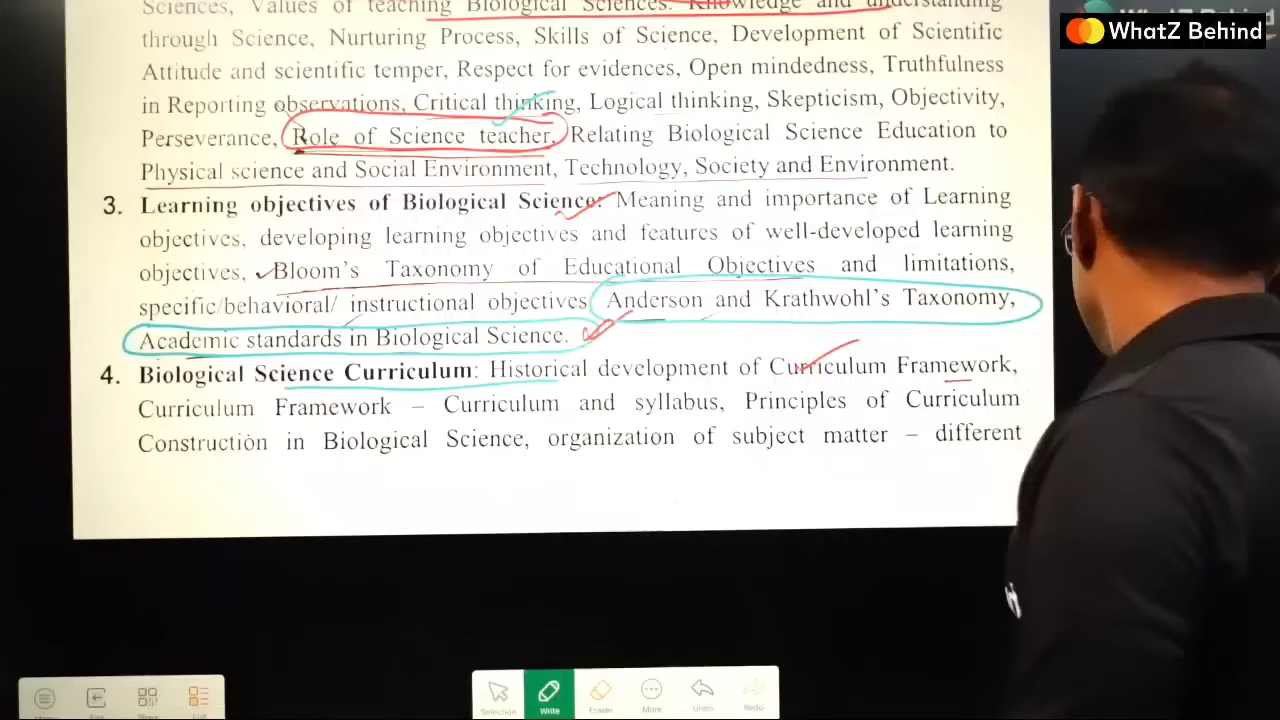 Sciences, Values of teaching Biological Sciences: Knowledge and understanding
through Science, Nurturing Process, Skills of Science, Development of Scientific
Attitude and scientific temper, Respect for evidences, Open mindedness, Truthfulness
in Reporting observations, Critical thinking, Logical thinking, Skepticism, Objectivity,
Perseverance, Role of Science teacher, Relating Biological Science Education to
Physical science and Social Environment, Technology, Society and Environment.
3. Learning objectives of Biological Science: Meaning and importance of Learning
objectives, developing learning objectives and features of well-developed learning
objectives, Bloom's Taxonomy of Educational Objectives and limitations,
specific/behavioral/ instructional objectives Anderson and Krathwohl's Taxonomy,
Academic standards in Biological Science.
4. Biological Science Curriculum: Historical development of Curriculum Framework,
Curriculum Framework – Curriculum and syllabus, Principles of Curriculum
Construction in Biological Science, organization of subject matter – different
WhatZ Behind
Selection Write Eraser More Undo Redo